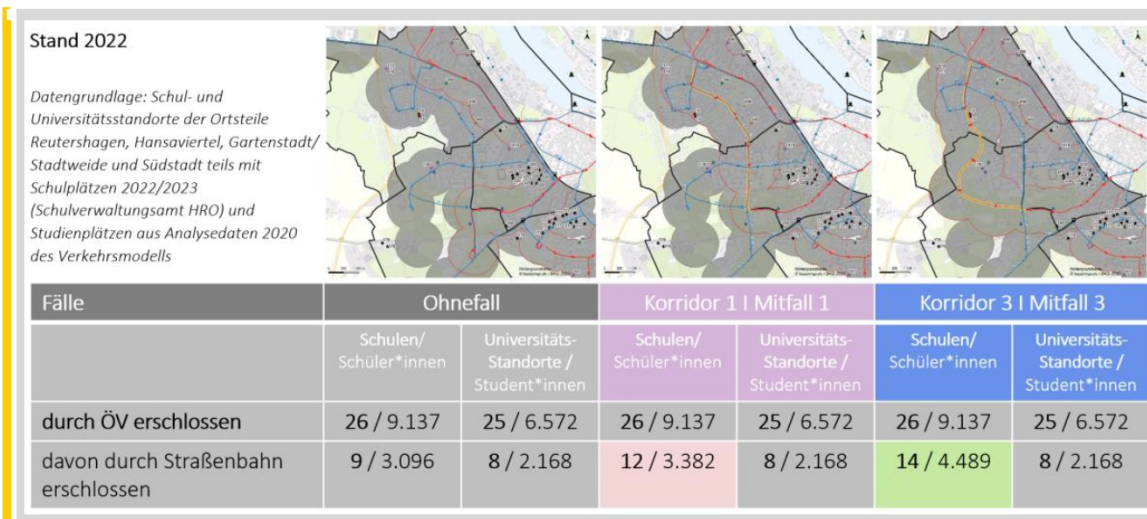 Stand 2022
Datengrundlage: Schul- und
Universitätsstandorte der Ortsteile
Reutershagen, Hansaviertel, Gartenstadt/
Stadtweide und Südstadt teils mit
Schulplätzen 2022/2023
(Schulverwaltungsamt HRO) und
Studienplätzen aus Analysedaten 2020
des Verkehrsmodells
Fälle
Ohnefall
Korridor 1 I Mitfall 1
Korridor 3 I Mitfall 3
Schulen/
Schüler*innen
Universitäts-
Standorte /
Student*innen
Schulen/
Schüler*innen
Universitäts-
Standorte /
Student*innen
Schulen/
Schüler*innen
Universitäts-
Standorte /
Student*innen
durch ÖV erschlossen
26 / 9.137
25 / 6.572
26 / 9.137
25 / 6.572
26 / 9.137
25 / 6.572
davon durch Straßenbahn
erschlossen
9 / 3.096
8 / 2.168
12 / 3.382
8 / 2.168
14 / 4.489
8 / 2.168